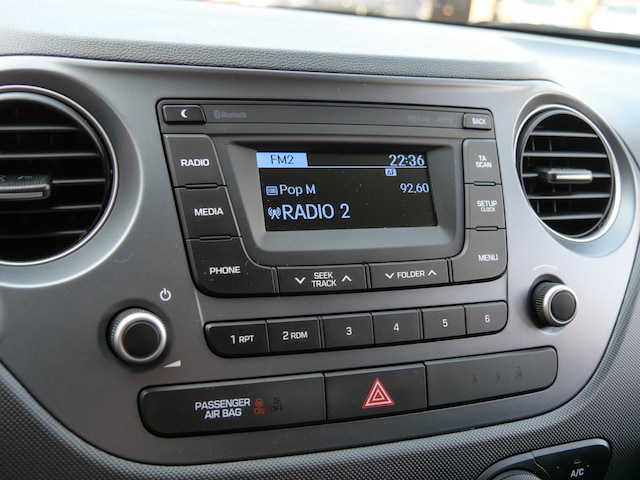 Bluetooth
BACK
RADIO
FM2 22:36
AF
TA
SCAN
Pop M 92.60
MEDIA
RADIO 2
SETUP
CLOCK
PHONE
SEEK
TRACK
FOLDER
MENU
1 RPT 2 RDM 3 4 5 6
PASSENGER
AIR BAG
ON OFF
A/C